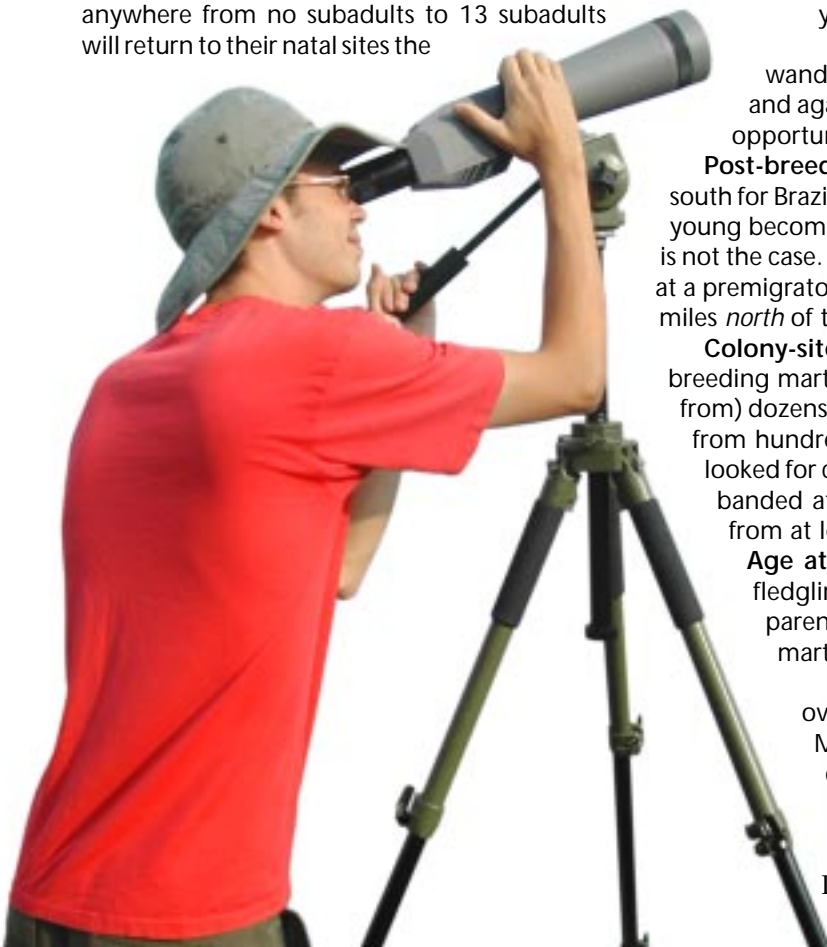 anywhere from no subadults to 13 subadults
will return to their natal sites the
y
wand
and aga
opportur
Post-breed
south for Brazi
young becom
is not the case.
at a premigrato
miles north of t
Colony-site
breeding mart
from) dozens
from hundre
looked for o
banded at
from at le
Age at
fledglin
paren
mart
ov
M